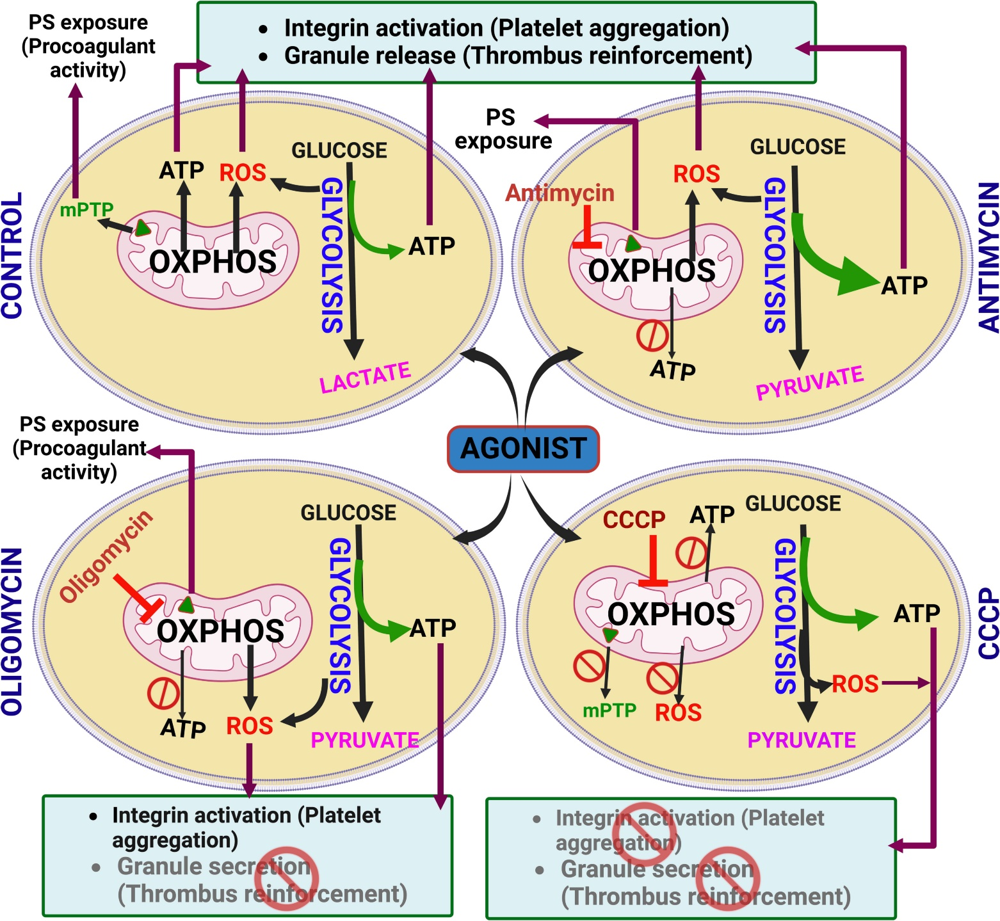 PS exposure
(Procoagulant
activity)
• Integrin activation (Platelet aggregation)
• Granule release (Thrombus reinforcement)
CONTROL
mPTP
ATP
ROS
GLUCOSE
GLYCOLYSIS
OXPHOS
ATP
LACTATE
PS
exposure
Antimycin
ROS
GLUCOSE
GLYCOLYSIS
OXPHOS
ATP
ATP
PYRUVATE
ANTIMYCIN
AGONIST
PS exposure
(Procoagulant
activity)
OLIGOMYCIN
Oligomycin
GLUCOSE
GLYCOLYSIS
OXPHOS
ATP
ATP
ROS
PYRUVATE
• Integrin activation (Platelet
aggregation)
• Granule secretion
(Thrombus reinforcement)
CCCP
ATP
GLUCOSE
GLYCOLYSIS
OXPHOS
ATP
mPTP
ROS
ROS
PYRUVATE
CCCP
• Integrin activation (Platelet
aggregation)
• Granule secretion
(Thrombus reinforcement)